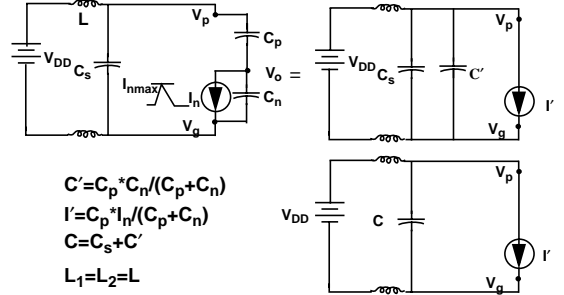 L
V_p
C_p
V_DD
C_s
V_o =
I_nmax
I_n
C_n
V_g
V_p
V_DD
C_s
C′
I′
V_g
C′=C_p*C_n/(C_p+C_n)
I′=C_p*I_n/(C_p+C_n)
C=C_s+C′
L_1=L_2=L
V_p
V_DD
C
I′
V_g